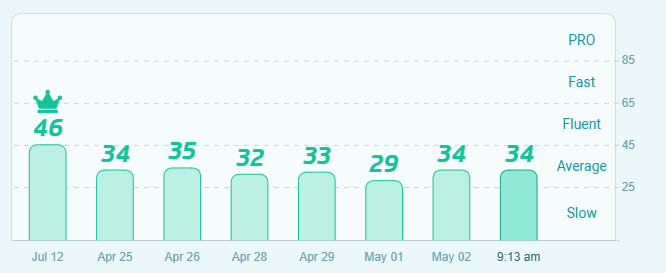 PRO
85
Fast
65
46
Fluent
34 35 32 33 29 34 34
45
Average
25
Slow
Jul 12 Apr 25 Apr 26 Apr 28 Apr 29 May 01 May 02 9:13 am